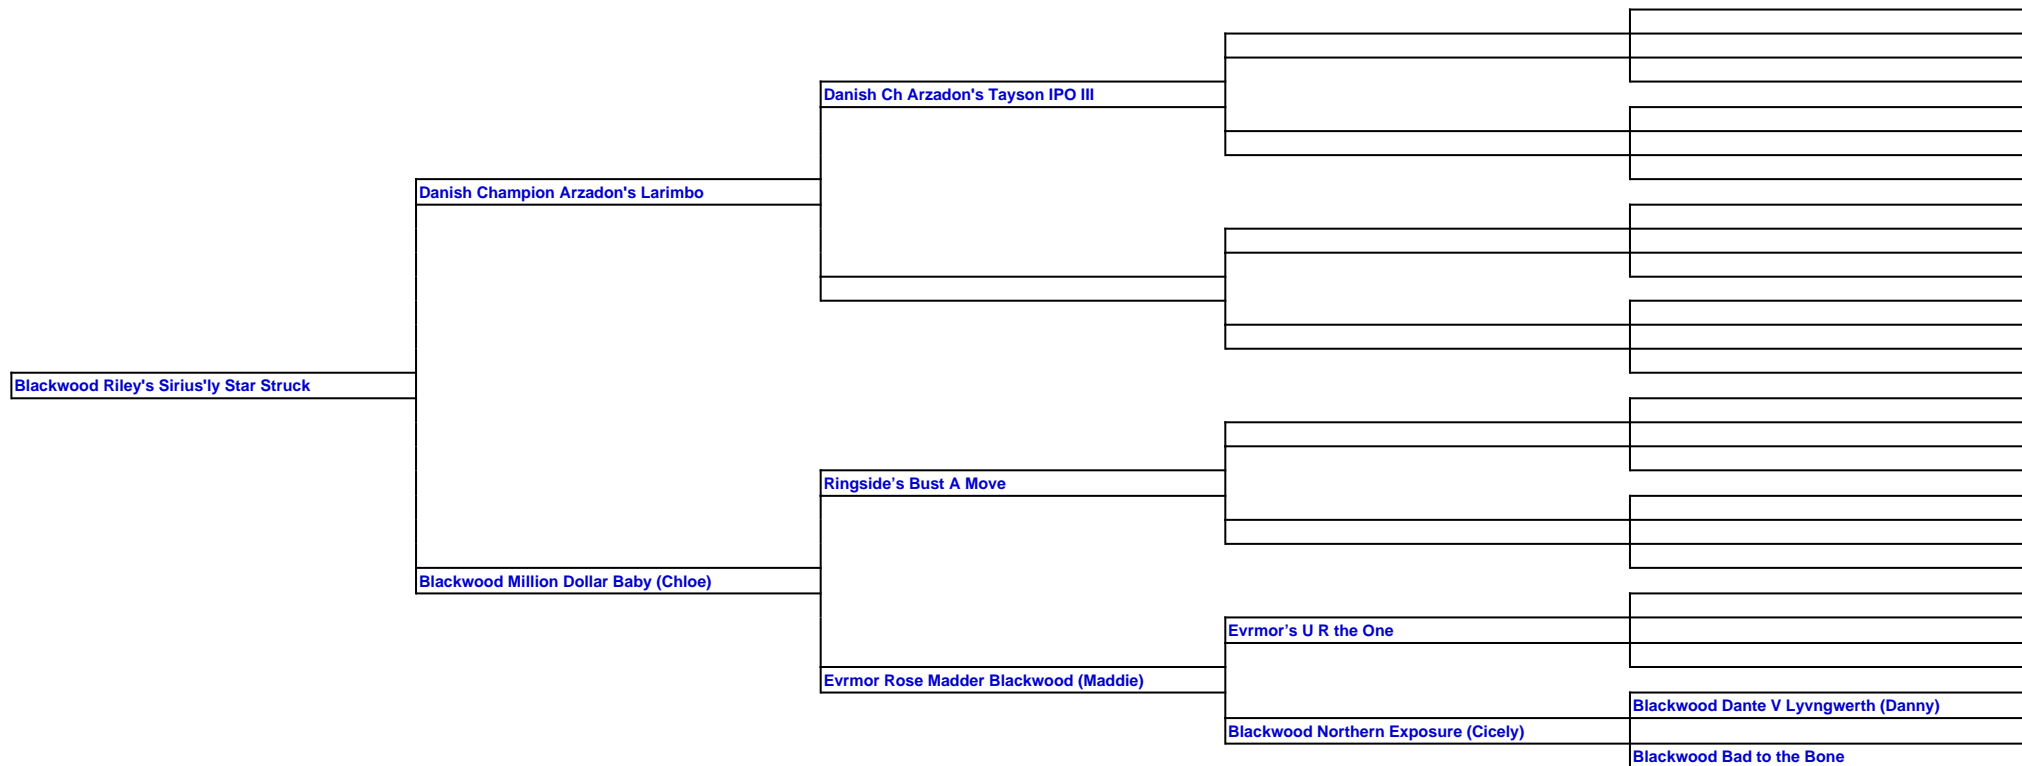 Danish Ch Arzadon's Tayson IPO III
Danish Champion Arzadon's Larimbo
Blackwood Riley's Sirius'ly Star Struck
Ringside’s Bust A Move
Blackwood Million Dollar Baby (Chloe)
Evrmor’s U R the One
Evrmor Rose Madder Blackwood (Maddie)
Blackwood Dante V Lyvngwerth (Danny)
Blackwood Northern Exposure (Cicely)
Blackwood Bad to the Bone